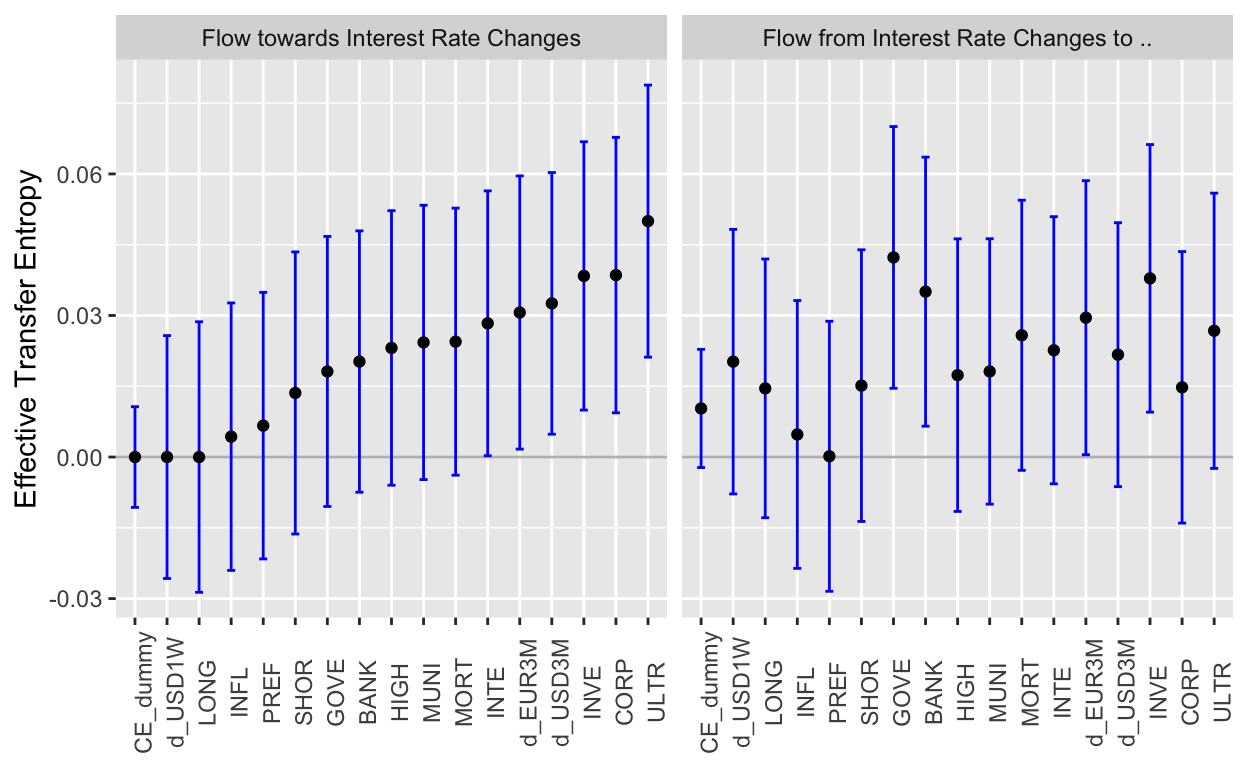 Flow towards Interest Rate Changes
Flow from Interest Rate Changes to ..
Effective Transfer Entropy
0.06
0.03
0.00
-0.03
CE_dummy
d_USD1W
LONG
INFL
PREF
SHOR
GOVE
BANK
HIGH
MUNI
MORT
INTE
d_EUR3M
d_USD3M
INVE
CORP
ULTR
CE_dummy
d_USD1W
LONG
INFL
PREF
SHOR
GOVE
BANK
HIGH
MUNI
MORT
INTE
d_EUR3M
d_USD3M
INVE
CORP
ULTR